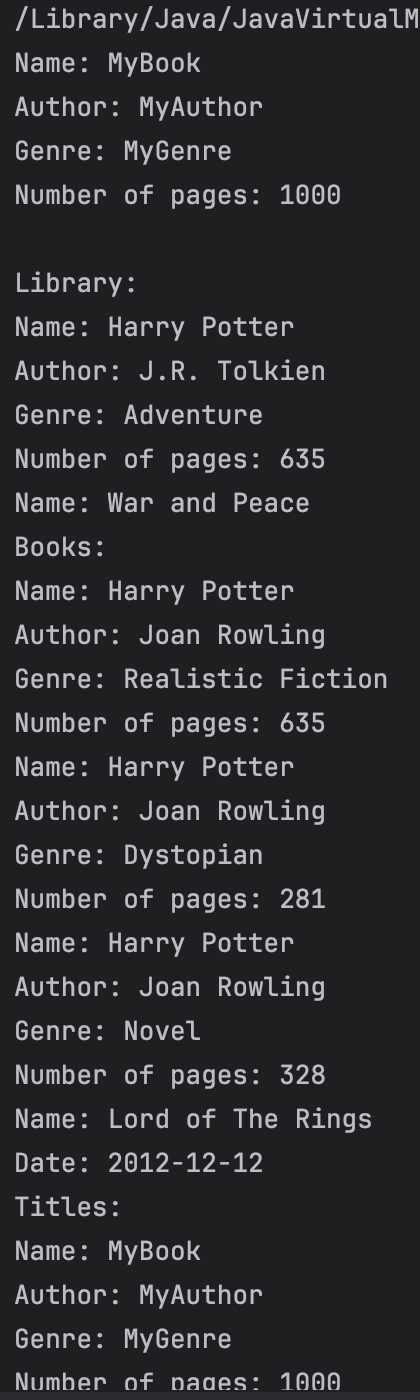 /Library/Java/JavaVirtualM
Name: MyBook
Author: MyAuthor
Genre: MyGenre
Number of pages: 1000
Library:
Name: Harry Potter
Author: J.R. Tolkien
Genre: Adventure
Number of pages: 635
Name: War and Peace
Books:
Name: Harry Potter
Author: Joan Rowling
Genre: Realistic Fiction
Number of pages: 635
Name: Harry Potter
Author: Joan Rowling
Genre: Dystopian
Number of pages: 281
Name: Harry Potter
Author: Joan Rowling
Genre: Novel
Number of pages: 328
Name: Lord of The Rings
Date: 2012-12-12
Titles:
Name: MyBook
Author: MyAuthor
Genre: MyGenre
Number of pages: 1000